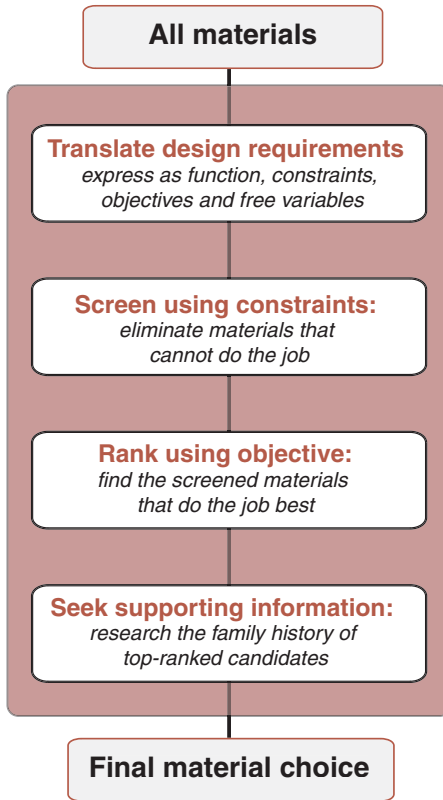 All materials
Translate design requirements
express as function, constraints,
objectives and free variables
Screen using constraints:
eliminate materials that
cannot do the job
Rank using objective:
find the screened materials
that do the job best
Seek supporting information:
research the family history of
top-ranked candidates
Final material choice